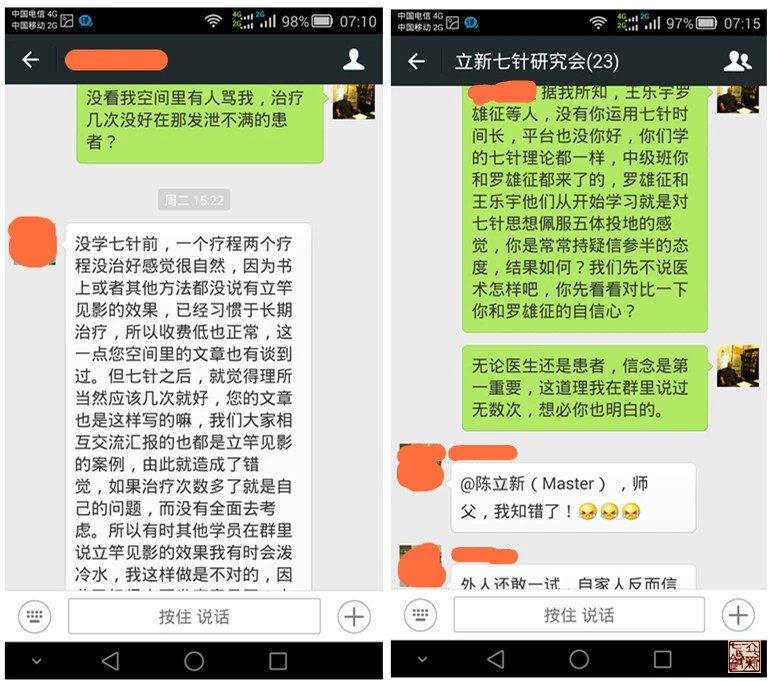 中国电信 4G
中国移动 2G
4G 2G
2G
98%
07:10
没看我空间里有人骂我，治疗
几次没好在那发泄不满的患
者？
周二 15:22
没学七针前，一个疗程两个疗
程没治好感觉很自然，因为书
上或者其他方法都没说有立竿
见影的效果，已经习惯于长期
治疗，所以收费低也正常，这
一点您空间里的文章也有谈到
过。但七针之后，就觉得理所
当然应该几次就好，您的文章
也是这样写的嘛，我们大家相
互交流汇报的也都是立竿见影
的案例，由此就造成了错
觉，如果治疗次数多了就是自
己的问题，而没有全面去考
虑。所以有时其他学员在群里
说立竿见影的效果我有时会泼
冷水，我这样做是不对的，因
按住 说话
中国电信 4G
中国移动 2G
4G 2G
2G
97%
07:15
立新七针研究会(23)
据我所知，王乐宇罗
雄征等人，没有你运用七针时
间长，平台也没你好，你们学
的七针理论都一样，中级班你
和罗雄征都来了的，罗雄征和
王乐宇他们从开始学习就是对
七针思想佩服五体投地的感
觉，你是常常持疑信参半的态
度，结果如何？我们先不说医
术怎样吧，你先看看对比一下
你和罗雄征的自信心？
无论医生还是患者，信念是第
一重要，这道理我在群里说过
无数次，想必你也明白的。
@陈立新（Master），师
父，我知错了！
外人还敢一试，自家人反而信
按住 说话